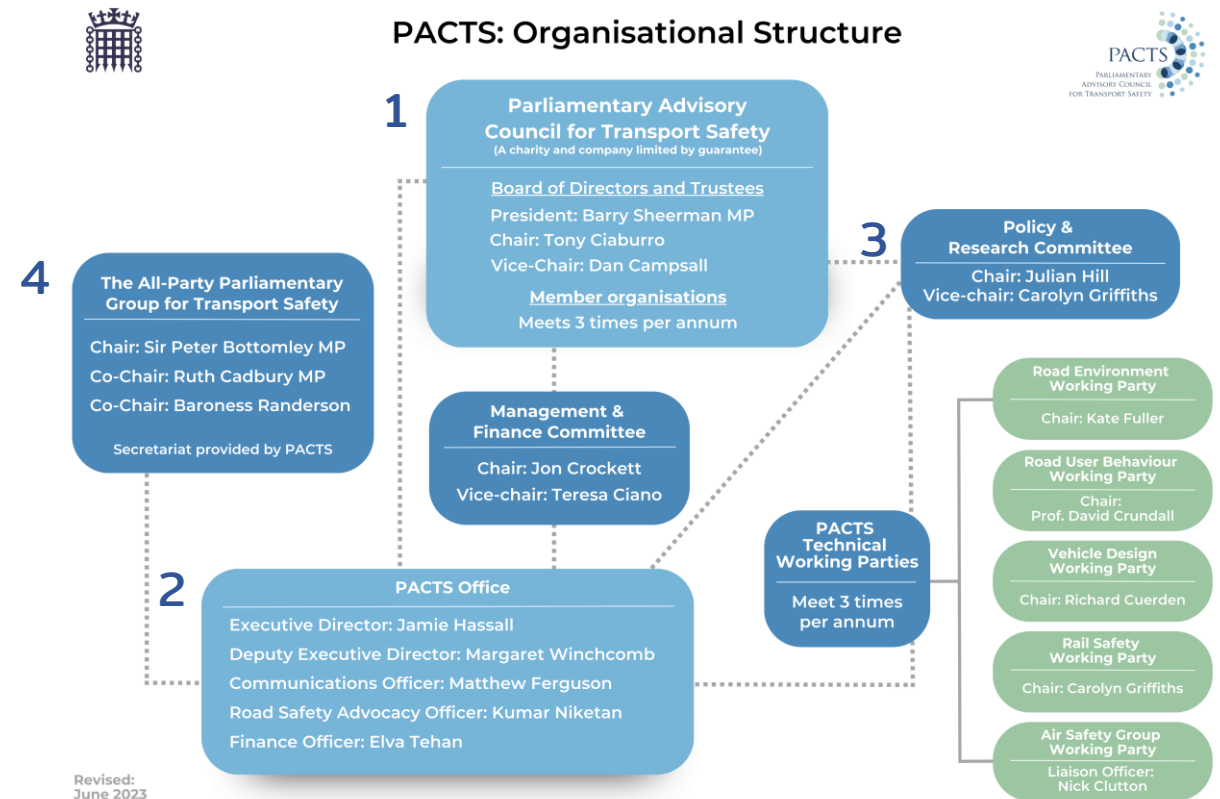 PACTS: Organisational Structure
PACTS
PARLIAMENTARY
ADVISORY COUNCIL
FOR TRANSPORT SAFETY
1
Parliamentary Advisory
Council for Transport Safety
(A charity and company limited by guarantee)
Board of Directors and Trustees
President: Barry Sheerman MP
Chair: Tony Ciaburro
Vice-Chair: Dan Campsall
Member organisations
Meets 3 times per annum
3
Policy &
Research Committee
Chair: Julian Hill
Vice-chair: Carolyn Griffiths
4
The All-Party Parliamentary
Group for Transport Safety
Chair: Sir Peter Bottomley MP
Co-Chair: Ruth Cadbury MP
Co-Chair: Baroness Randerson
Secretariat provided by PACTS
Management &
Finance Committee
Chair: Jon Crockett
Vice-chair: Teresa Ciano
PACTS
Technical
Working Parties
Meet 3 times
per annum
Road Environment
Working Party
Chair: Kate Fuller
Road User Behaviour
Working Party
Chair:
Prof. David Crundall
Vehicle Design
Working Party
Chair: Richard Cuerden
Rail Safety
Working Party
Chair: Carolyn Griffiths
Air Safety Group
Working Party
Liaison Officer:
Nick Clutton
2
PACTS Office
Executive Director: Jamie Hassall
Deputy Executive Director: Margaret Winchcomb
Communications Officer: Matthew Ferguson
Road Safety Advocacy Officer: Kumar Niketan
Finance Officer: Elva Tehan
Revised:
June 2023